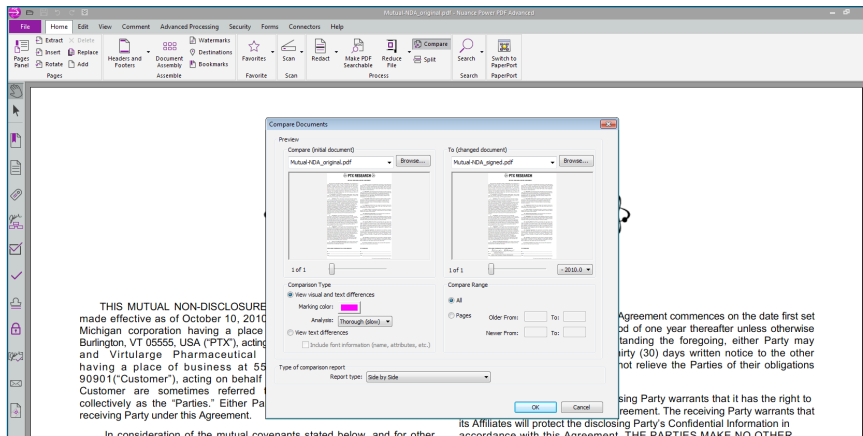 Mutual-NDA_original.pdf - Nuance Power PDF Advanced
File Home Edit View Comment Advanced Processing Security Forms Connectors Help
Extract Delete
Insert Replace
Rotate Add
Pages Panel
Pages
Headers and Footers
Document Assembly
Watermarks
Destinations
Bookmarks
Assemble
Favorites
Favorite
Scan
Scan
Redact
Make PDF Searchable
Reduce File
Compare
Split
Process
Search
Search
Switch to PaperPort
PaperPort
Compare Documents
Preview
Compare (initial document)
Mutual-NDA_original.pdf Browse...
PTX RESEARCH
1 of 1
To (changed document)
Mutual-NDA_signed.pdf Browse...
PTX RESEARCH
1 of 1 - 2010.0
Comparison Type
View visual and text differences
Marking color:
Analysis: Thorough (slow)
View text differences
Include font information (name, attributes, etc.)
Compare Range
All
Pages Older From: To:
Newer From: To:
Type of comparison report
Report type: Side by Side
OK Cancel
THIS MUTUAL NON-DISCLOSURE
made effective as of October 10, 2010
Michigan corporation having a place
Burlington, VT 05555, USA ("PTX"), acting
and Virtularge Pharmaceutical
having a place of business at 55
90901("Customer"), acting on behalf
Customer are sometimes referred
collectively as the "Parties." Either Pa
receiving Party under this Agreement.
In consideration of the mutual covenants stated below, and for other
Agreement commences on the date first set
od of one year thereafter unless otherwise
tanding the foregoing, either Party may
irty (30) days written notice to the other
not relieve the Parties of their obligations
sing Party warrants that it has the right to
reement. The receiving Party warrants that
its Affiliates will protect the disclosing Party's Confidential Information in
accordance with this Agreement. THE PARTIES MAKE NO OTHER